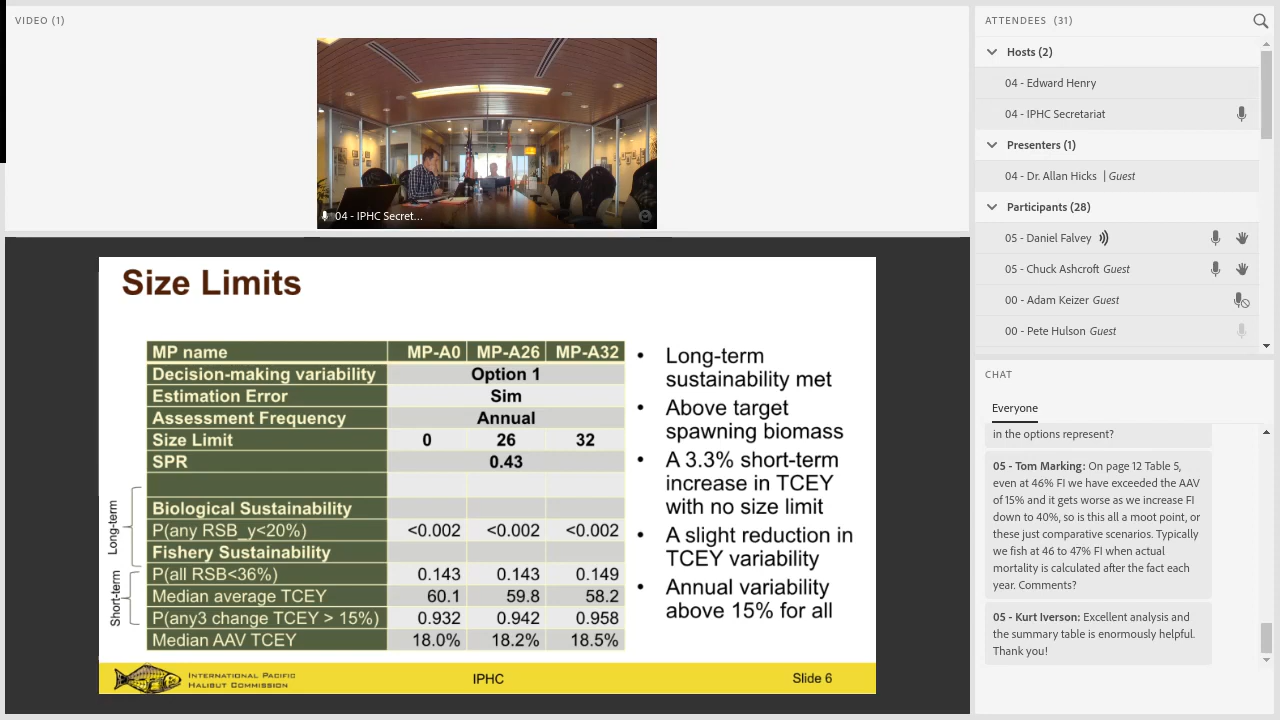 VIDEO (1)
04 - IPHC Secret...
Size Limits
MP name MP-A0 MP-A26 MP-A32
Decision-making variability Option 1
Estimation Error Sim
Assessment Frequency Annual
Size Limit 0 26 32
SPR 0.43
Long-term
Biological Sustainability
P(any RSB_y<20%) <0.002 <0.002 <0.002
Fishery Sustainability
Short-term
P(all RSB<36%) 0.143 0.143 0.149
Median average TCEY 60.1 59.8 58.2
P(any3 change TCEY > 15%) 0.932 0.942 0.958
Median AAV TCEY 18.0% 18.2% 18.5%
• Long-term
sustainability met
• Above target
spawning biomass
• A 3.3% short-term
increase in TCEY
with no size limit
• A slight reduction in
TCEY variability
• Annual variability
above 15% for all
INTERNATIONAL PACIFIC
HALIBUT COMMISSION
IPHC
Slide 6
ATTENDEES (31)
Hosts (2)
04 - Edward Henry
04 - IPHC Secretariat
Presenters (1)
04 - Dr. Allan Hicks | Guest
Participants (28)
05 - Daniel Falvey
05 - Chuck Ashcroft Guest
00 - Adam Keizer Guest
00 - Pete Hulson Guest
CHAT
Everyone
in the options represent?
05 - Tom Marking: On page 12 Table 5,
even at 46% FI we have exceeded the AAV
of 15% and it gets worse as we increase FI
down to 40%, so is this all a moot point, or
these just comparative scenarios. Typically
we fish at 46 to 47% FI when actual
mortality is calculated after the fact each
year. Comments?
05 - Kurt Iverson: Excellent analysis and
the summary table is enormously helpful.
Thank you!